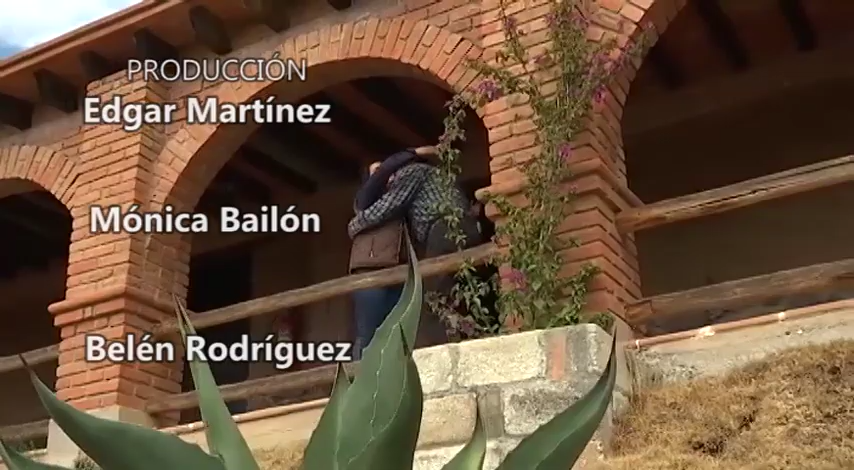 PRODUCCIÓN
Edgar Martínez
Mónica Bailón
Belén Rodríguez